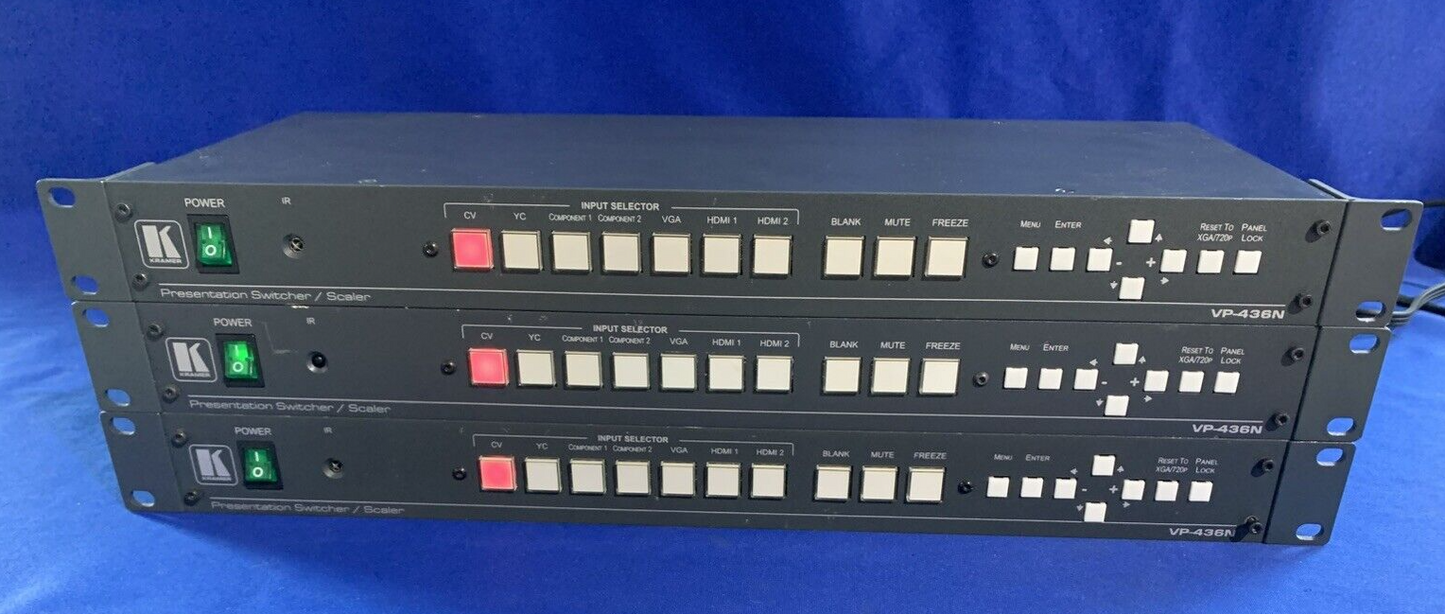 POWER IR INPUT SELECTOR
CV YC COMPONENT 1 COMPONENT 2 VGA HDMI 1 HDMI 2 BLANK MUTE FREEZE MENU ENTER RESET TO XGA/720P PANEL LOCK
I
O
K
KRAMER
- +
Presentation Switcher / Scaler VP-436N
POWER IR INPUT SELECTOR
CV YC COMPONENT 1 COMPONENT 2 VGA HDMI 1 HDMI 2 BLANK MUTE FREEZE MENU ENTER RESET TO XGA/720P PANEL LOCK
I
O
K
KRAMER
- +
Presentation Switcher / Scaler VP-436N
POWER IR INPUT SELECTOR
CV YC COMPONENT 1 COMPONENT 2 VGA HDMI 1 HDMI 2 BLANK MUTE FREEZE MENU ENTER RESET TO XGA/720P PANEL LOCK
I
O
K
KRAMER
- +
Presentation Switcher / Scaler VP-436N